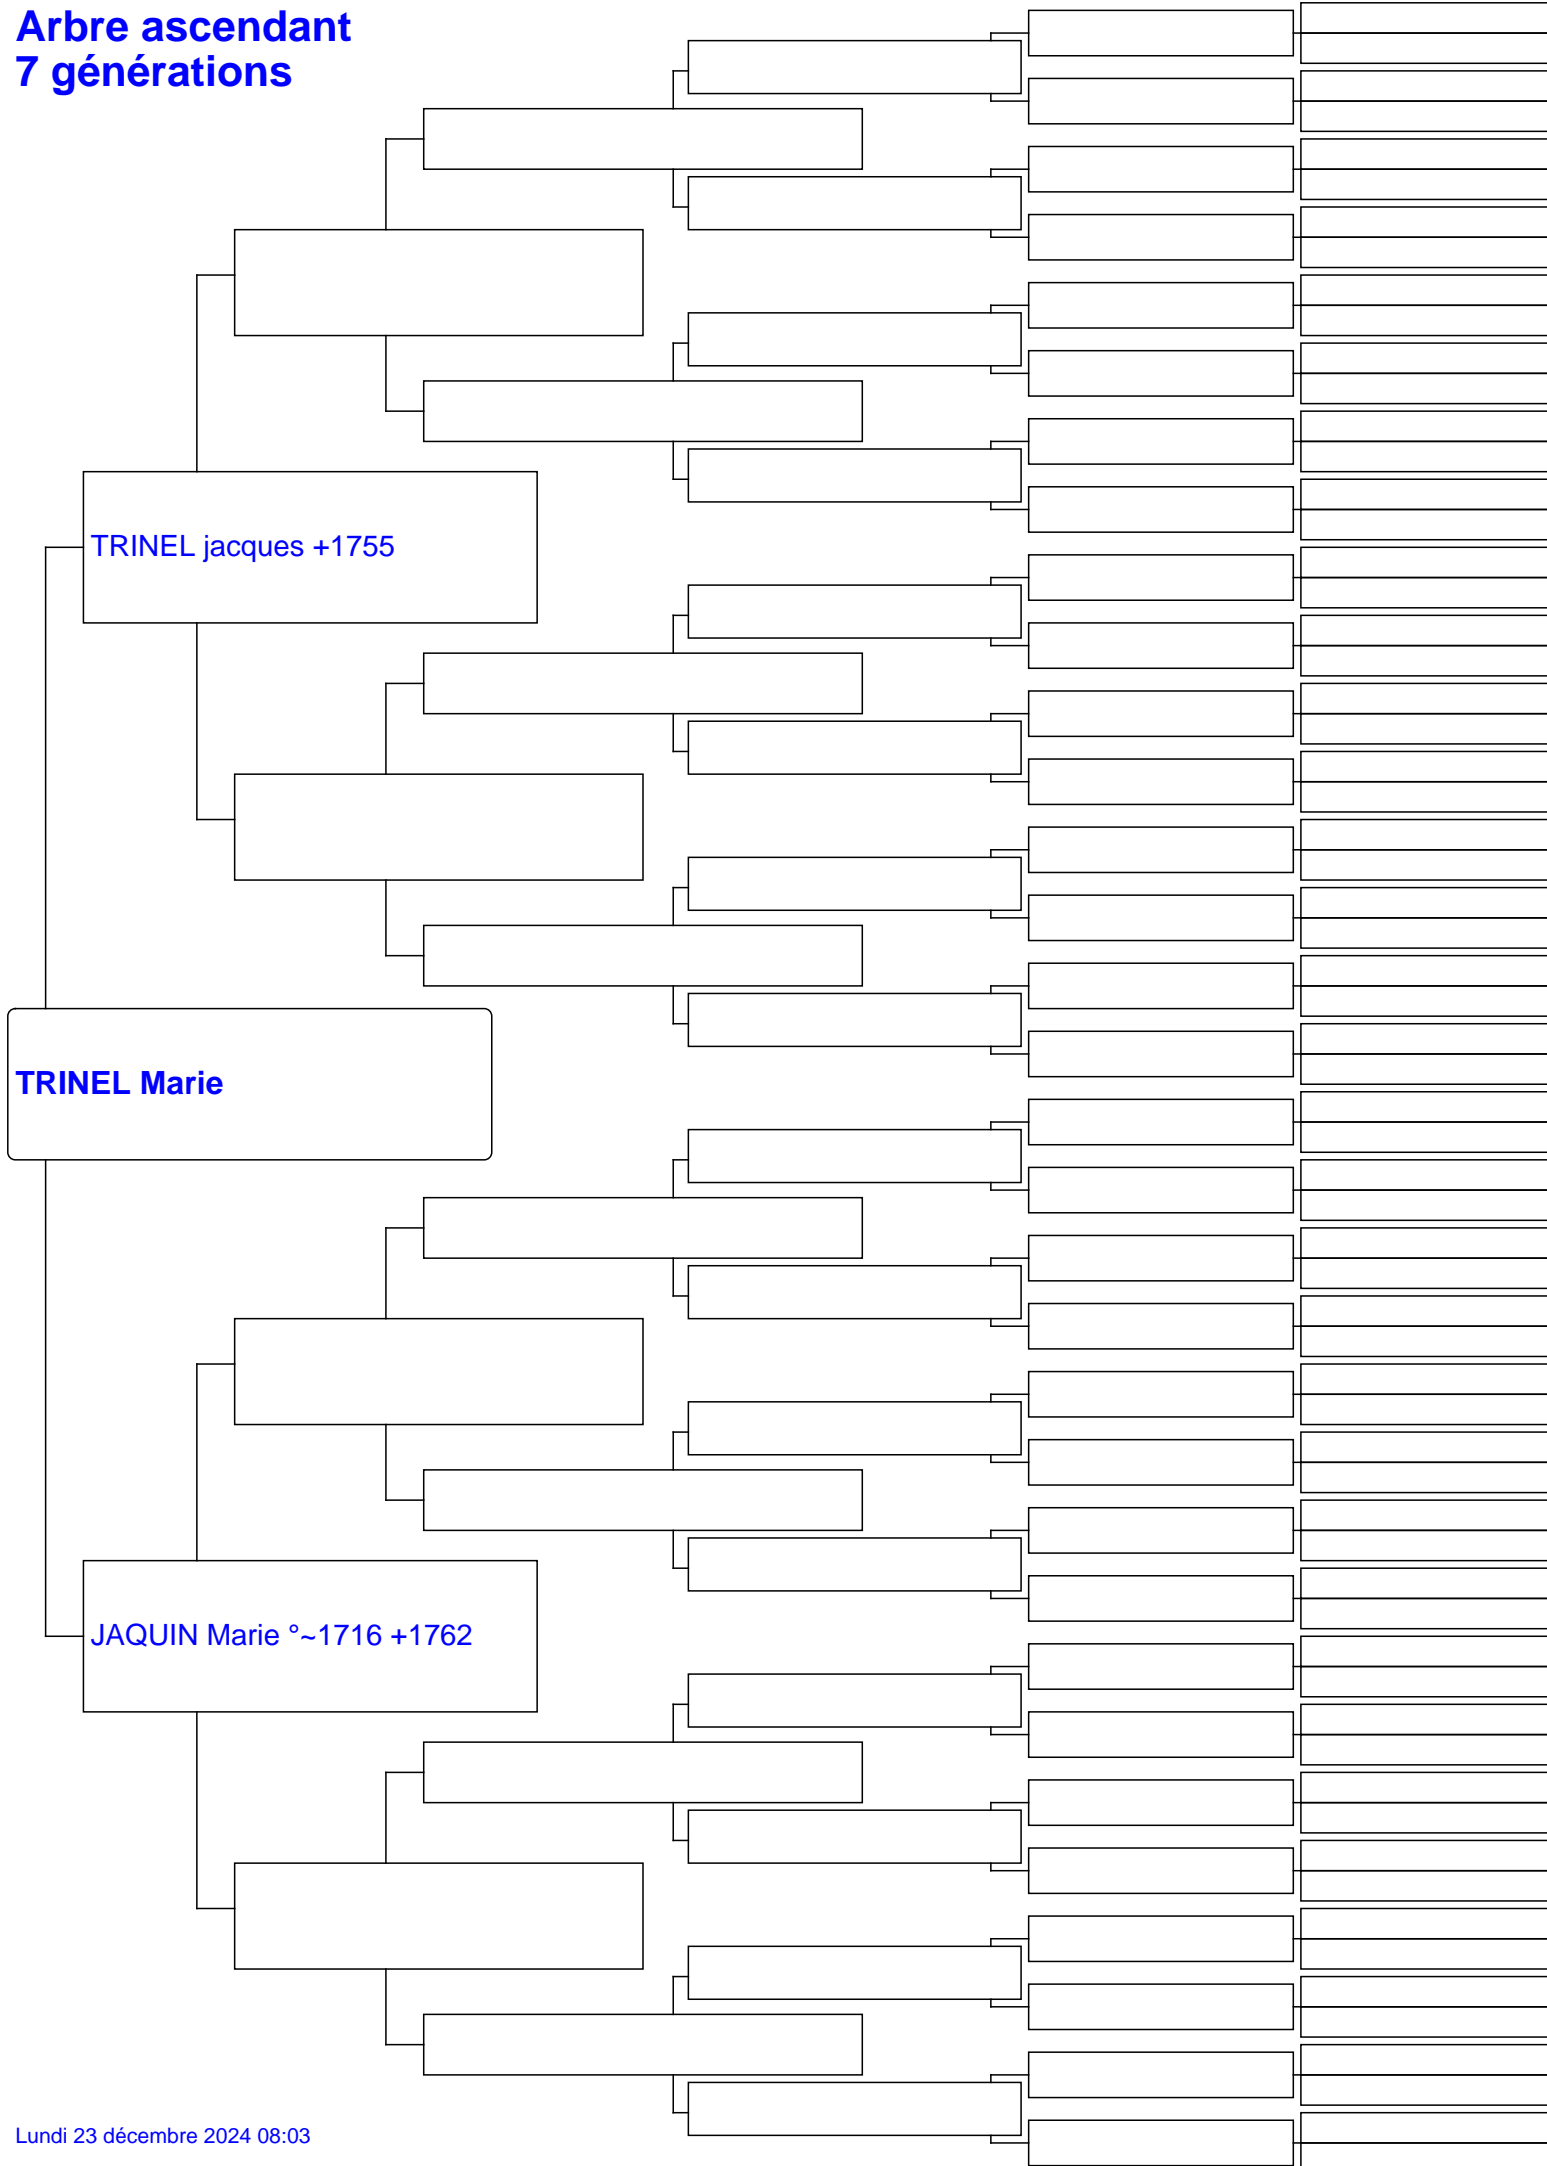 Arbre ascendant
7 générations
TRINEL jacques +1755
TRINEL Marie
JAQUIN Marie °~1716 +1762
Lundi 23 décembre 2024 08:03